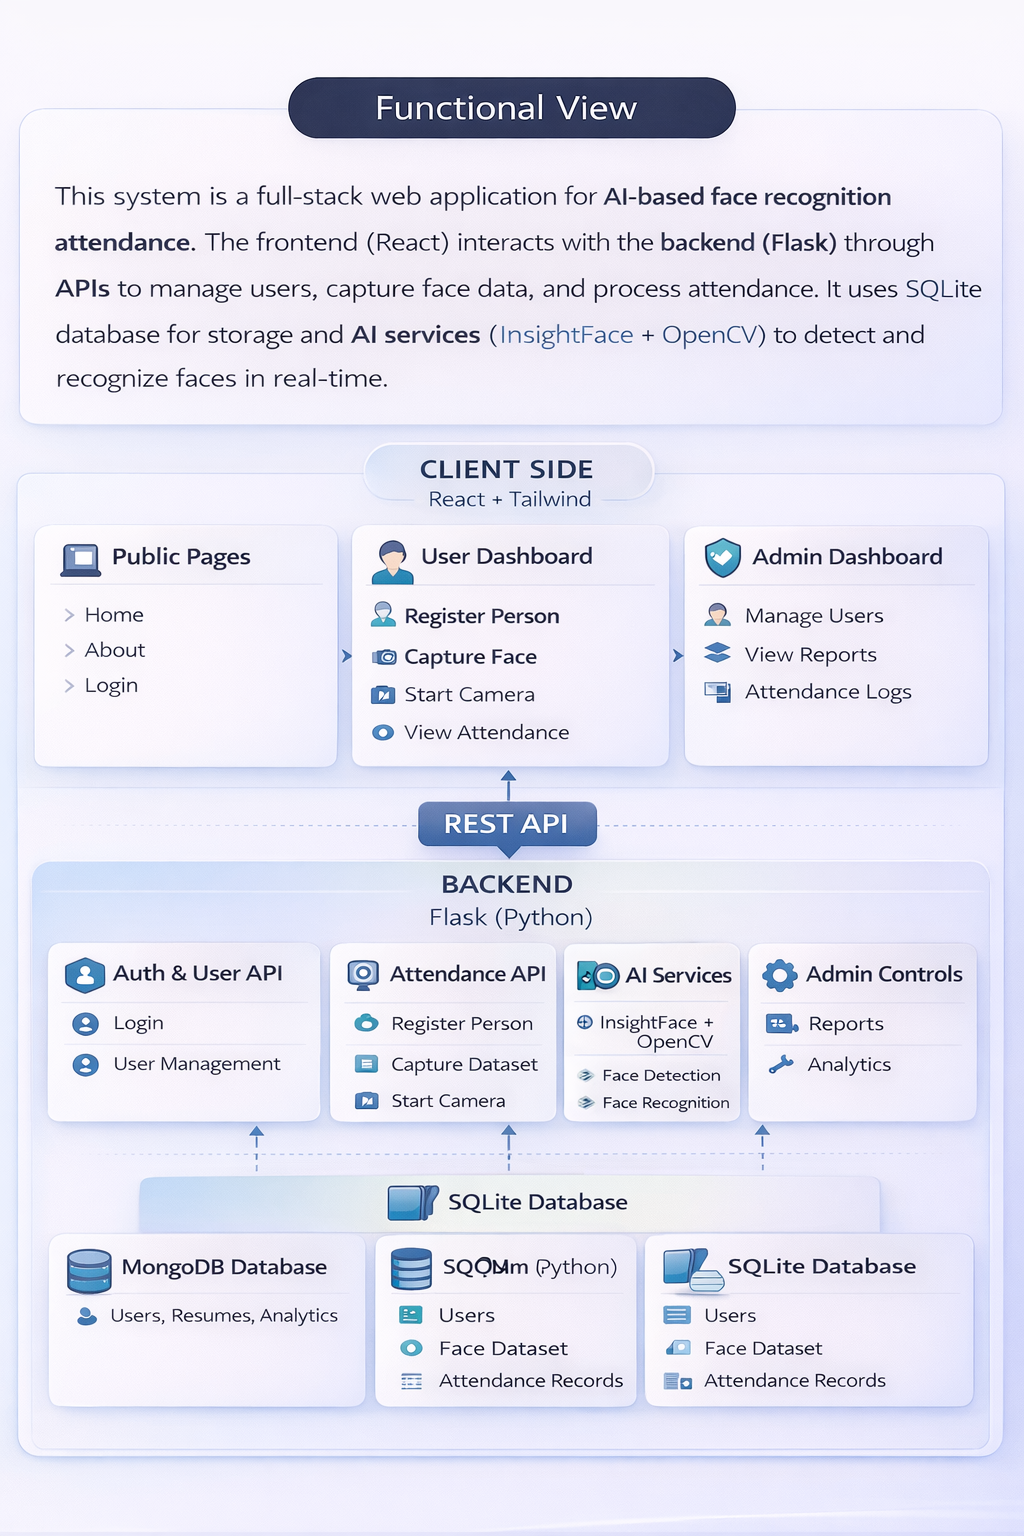 Functional View
This system is a full-stack web application for AI-based face recognition
attendance. The frontend (React) interacts with the backend (Flask) through
APIs to manage users, capture face data, and process attendance. It uses SQLite
database for storage and AI services (InsightFace + OpenCV) to detect and
recognize faces in real-time.
CLIENT SIDE
React + Tailwind
Public Pages
Home
About
Login
User Dashboard
Register Person
Capture Face
Start Camera
View Attendance
Admin Dashboard
Manage Users
View Reports
Attendance Logs
REST API
BACKEND
Flask (Python)
Auth & User API
Login
User Management
Attendance API
Register Person
Capture Dataset
Start Camera
AI Services
InsightFace +
OpenCV
Face Detection
Face Recognition
Admin Controls
Reports
Analytics
SQLite Database
MongoDB Database
Users, Resumes, Analytics
(Python)
Users
Face Dataset
Attendance Records
SQLite Database
Users
Face Dataset
Attendance Records